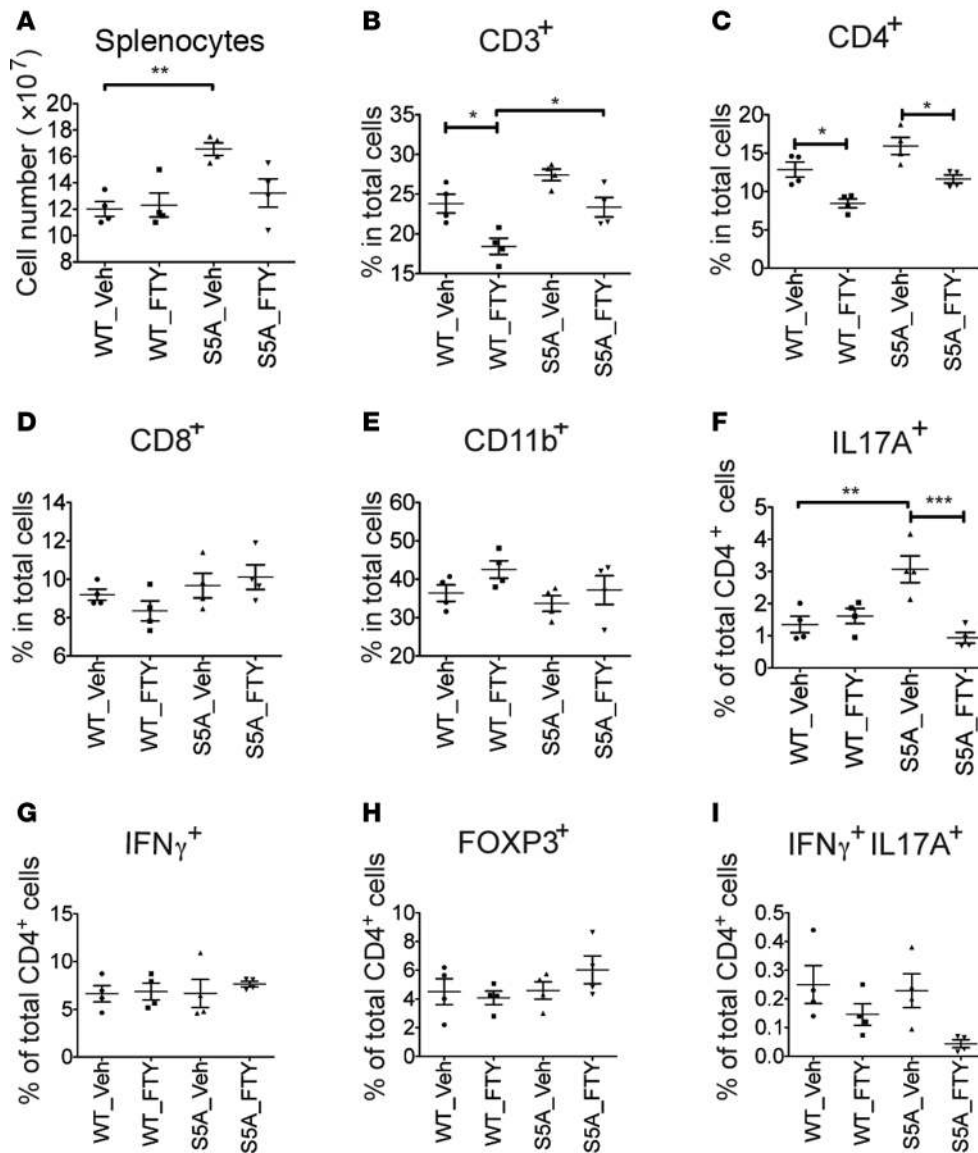 A
Splenocytes
Cell number ( ×10⁷)
20
18
16
14
12
10
8
**
WT_Veh
WT_FTY
S5A_Veh
S5A_FTY
B
CD3⁺
% in total cells
35
30
25
20
15
*
*
WT_Veh
WT_FTY
S5A_Veh
S5A_FTY
C
CD4⁺
% in total cells
20
15
10
5
0
*
*
WT_Veh
WT_FTY
S5A_Veh
S5A_FTY
D
CD8⁺
% in total cells
14
12
10
8
6
WT_Veh
WT_FTY
S5A_Veh
S5A_FTY
E
CD11b⁺
% in total cells
60
50
40
30
20
WT_Veh
WT_FTY
S5A_Veh
S5A_FTY
F
IL17A⁺
% of total CD4⁺ cells
5
4
3
2
1
0
**
***
WT_Veh
WT_FTY
S5A_Veh
S5A_FTY
G
IFNγ⁺
% of total CD4⁺ cells
15
10
5
0
WT_Veh
WT_FTY
S5A_Veh
S5A_FTY
H
FOXP3⁺
% of total CD4⁺ cells
10
8
6
4
2
0
WT_Veh
WT_FTY
S5A_Veh
S5A_FTY
I
IFNγ⁺ IL17A⁺
% of total CD4⁺ cells
0.5
0.4
0.3
0.2
0.1
0.0
WT_Veh
WT_FTY
S5A_Veh
S5A_FTY